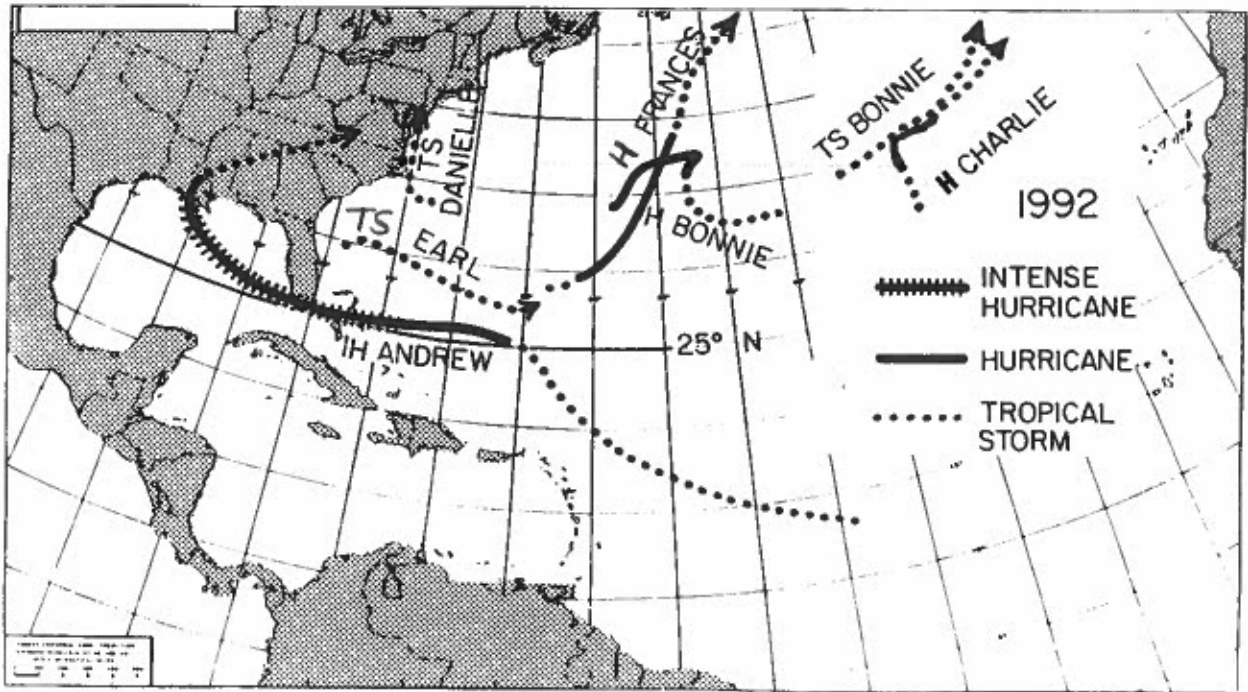 TS
DANIELLE
TS
EARL
IH ANDREW
H FRANCES
H BONNIE
TS BONNIE
H CHARLIE
25° N
1992
INTENSE
HURRICANE
HURRICANE
TROPICAL
STORM